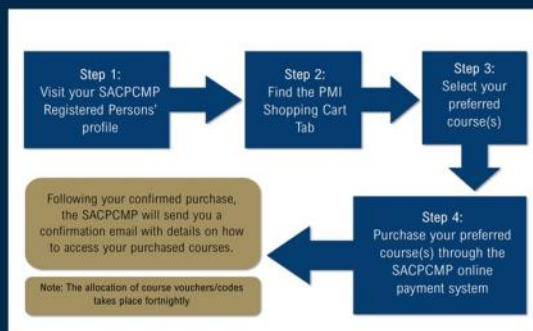 Step 1:
Visit your SACPCMP
Registered Persons'
profile
Step 2:
Find the PMI
Shopping Cart
Tab
Step 3:
Select your
preferred
course(s)
Step 4:
Purchase your preferred
course(s) through the
SACPCMP online
payment system
Following your confirmed purchase,
the SACPCMP will send you a
confirmation email with details on how
to access your purchased courses.
Note: The allocation of course vouchers/codes
takes place fortnightly